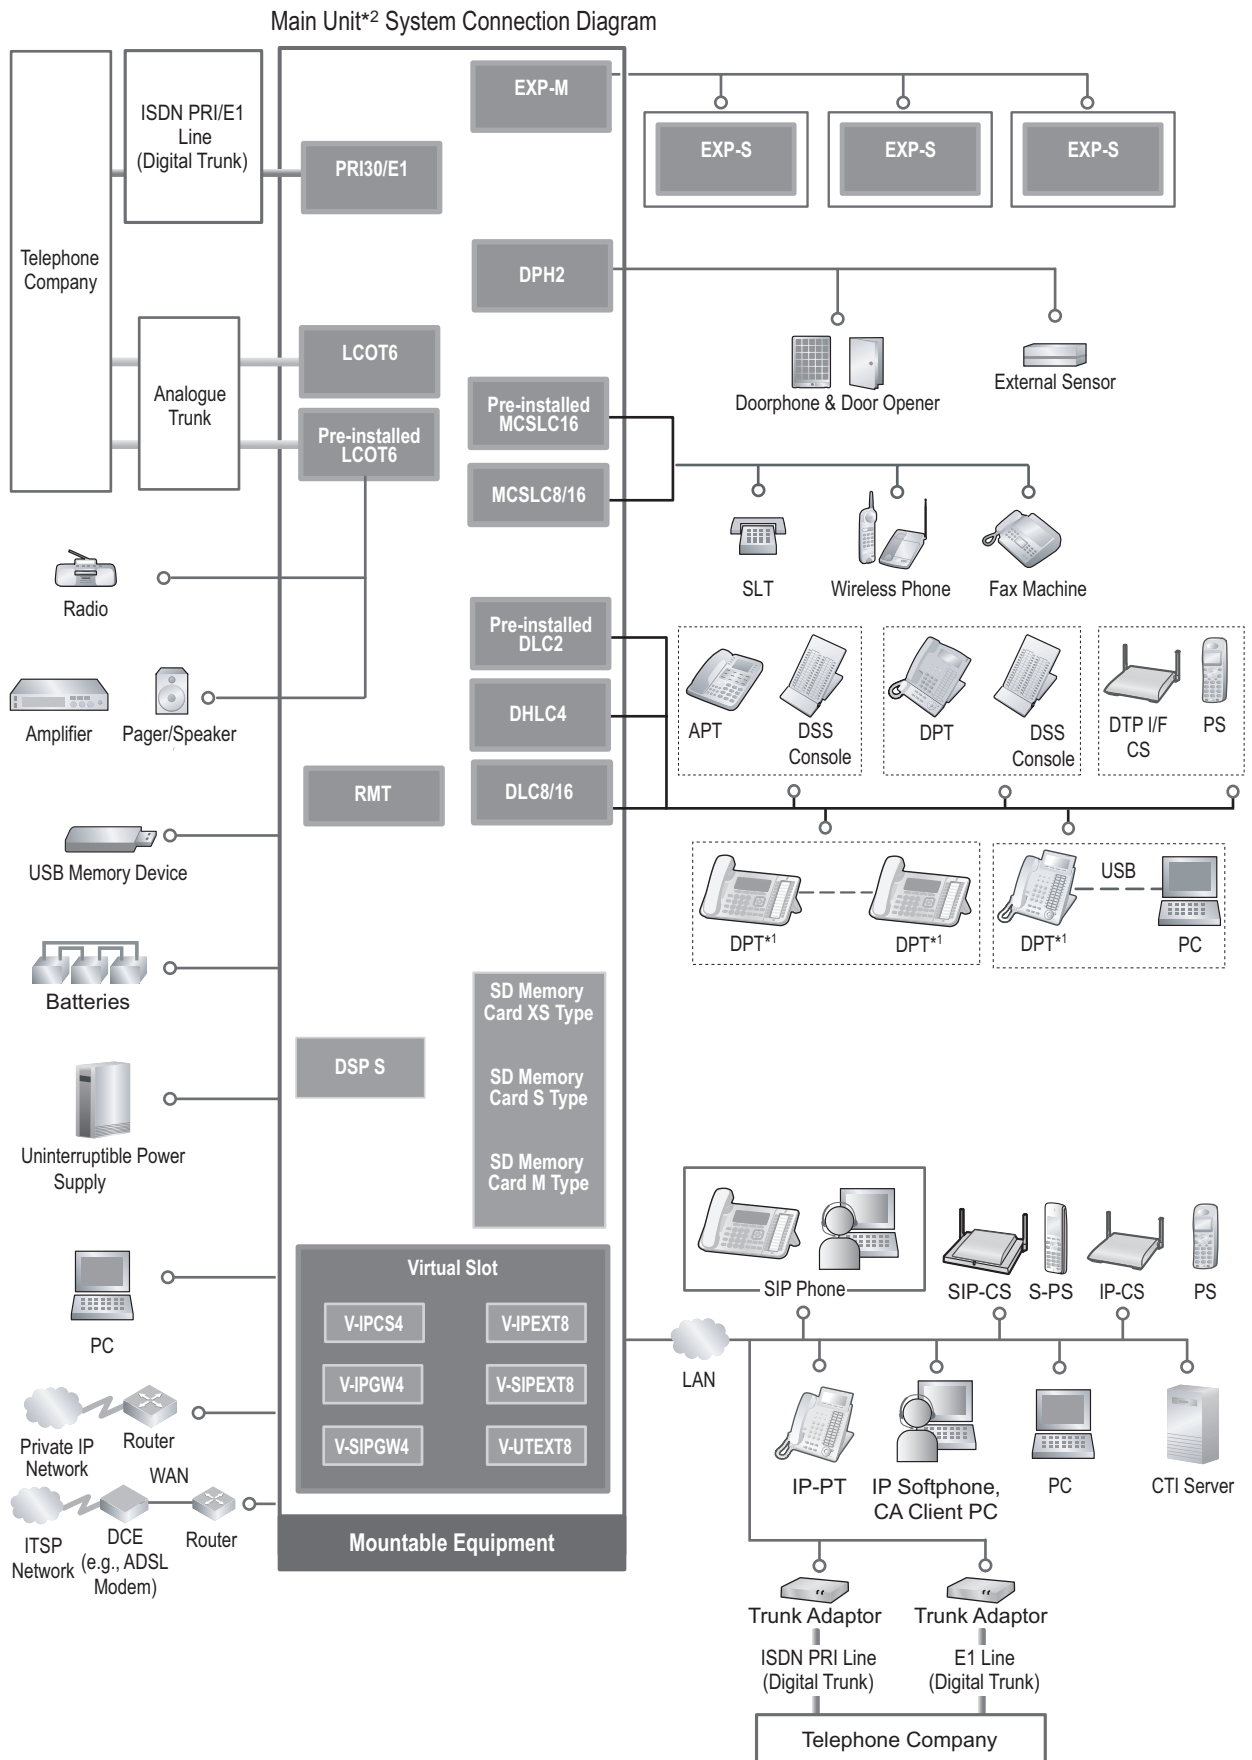 Main Unit*2 System Connection Diagram
EXP-M
EXP-S
EXP-S
EXP-S
ISDN PRI/E1
Line
(Digital Trunk)
PRI30/E1
Telephone
Company
DPH2
Doorphone & Door Opener
External Sensor
Analogue
Trunk
LCOT6
Pre-installed
LCOT6
Pre-installed
MCSLC16
MCSLC8/16
SLT
Wireless Phone
Fax Machine
Radio
Amplifier
Pager/Speaker
Pre-installed
DLC2
DHLC4
DLC8/16
RMT
APT
DSS
Console
DPT
DSS
Console
DTP I/F
CS
PS
USB Memory Device
DPT*1
DPT*1
DPT*1
USB
PC
Batteries
SD Memory
Card XS Type
SD Memory
Card S Type
SD Memory
Card M Type
DSP S
Uninterruptible Power
Supply
PC
Virtual Slot
V-IPCS4
V-IPEXT8
V-IPGW4
V-SIPEXT8
V-SIPGW4
V-UTEXT8
Mountable Equipment
Private IP
Network
Router
WAN
ITSP
Network
DCE
(e.g., ADSL
Modem)
Router
LAN
SIP Phone
SIP-CS
S-PS
IP-CS
PS
IP-PT
IP Softphone,
CA Client PC
PC
CTI Server
Trunk Adaptor
Trunk Adaptor
ISDN PRI Line
(Digital Trunk)
E1 Line
(Digital Trunk)
Telephone Company